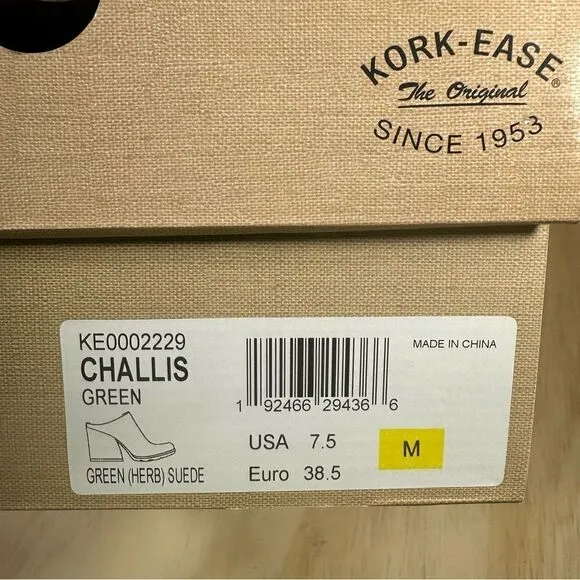 KORK-EASE®
The Original
SINCE 1953
KE0002229
CHALLIS
GREEN
GREEN (HERB) SUEDE
1 92466 29436 6
USA 7.5
Euro 38.5
M
MADE IN CHINA